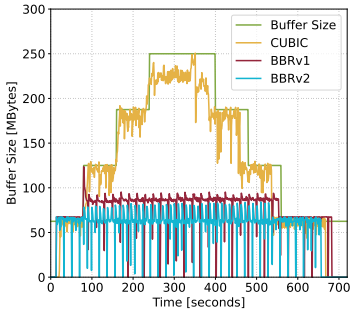 Buffer Size [MBytes]
300
250
200
150
100
50
0
Buffer Size
CUBIC
BBRv1
BBRv2
0 100 200 300 400 500 600 700
Time [seconds]